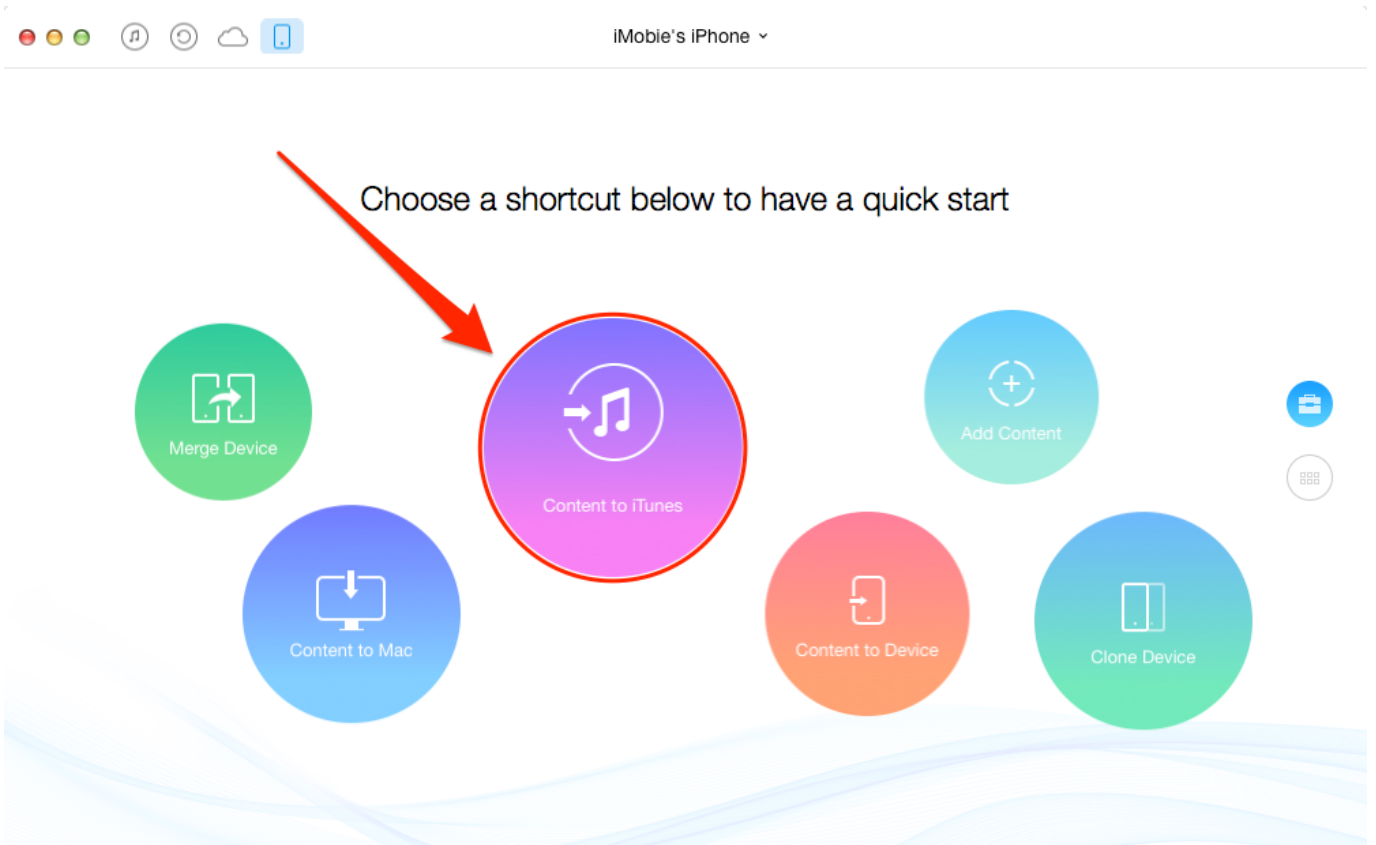 iMobie's iPhone
Choose a shortcut below to have a quick start
Merge Device
Content to iTunes
Add Content
Content to Mac
Content to Device
Clone Device